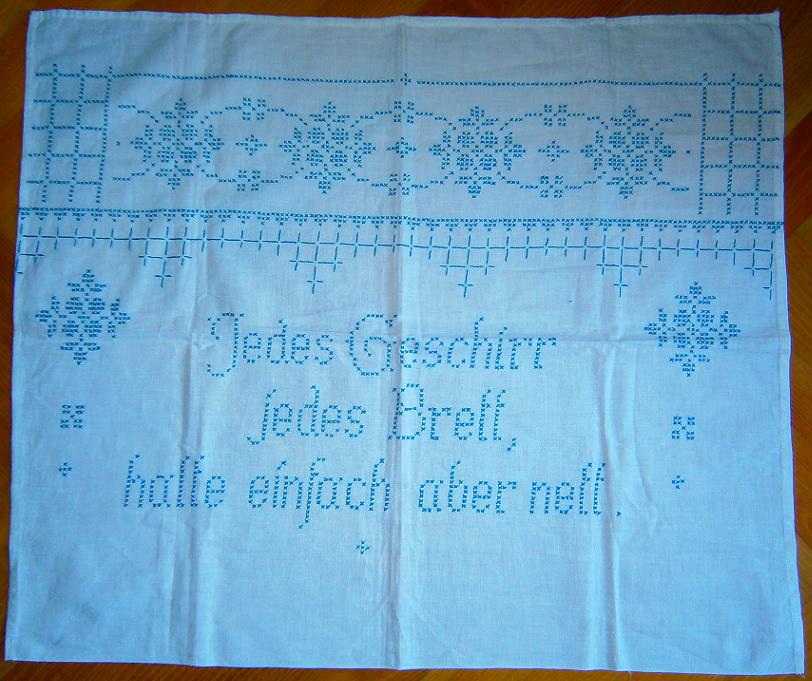 Jedes Geschirr
jedes Brett,
halte einfach aber nett.